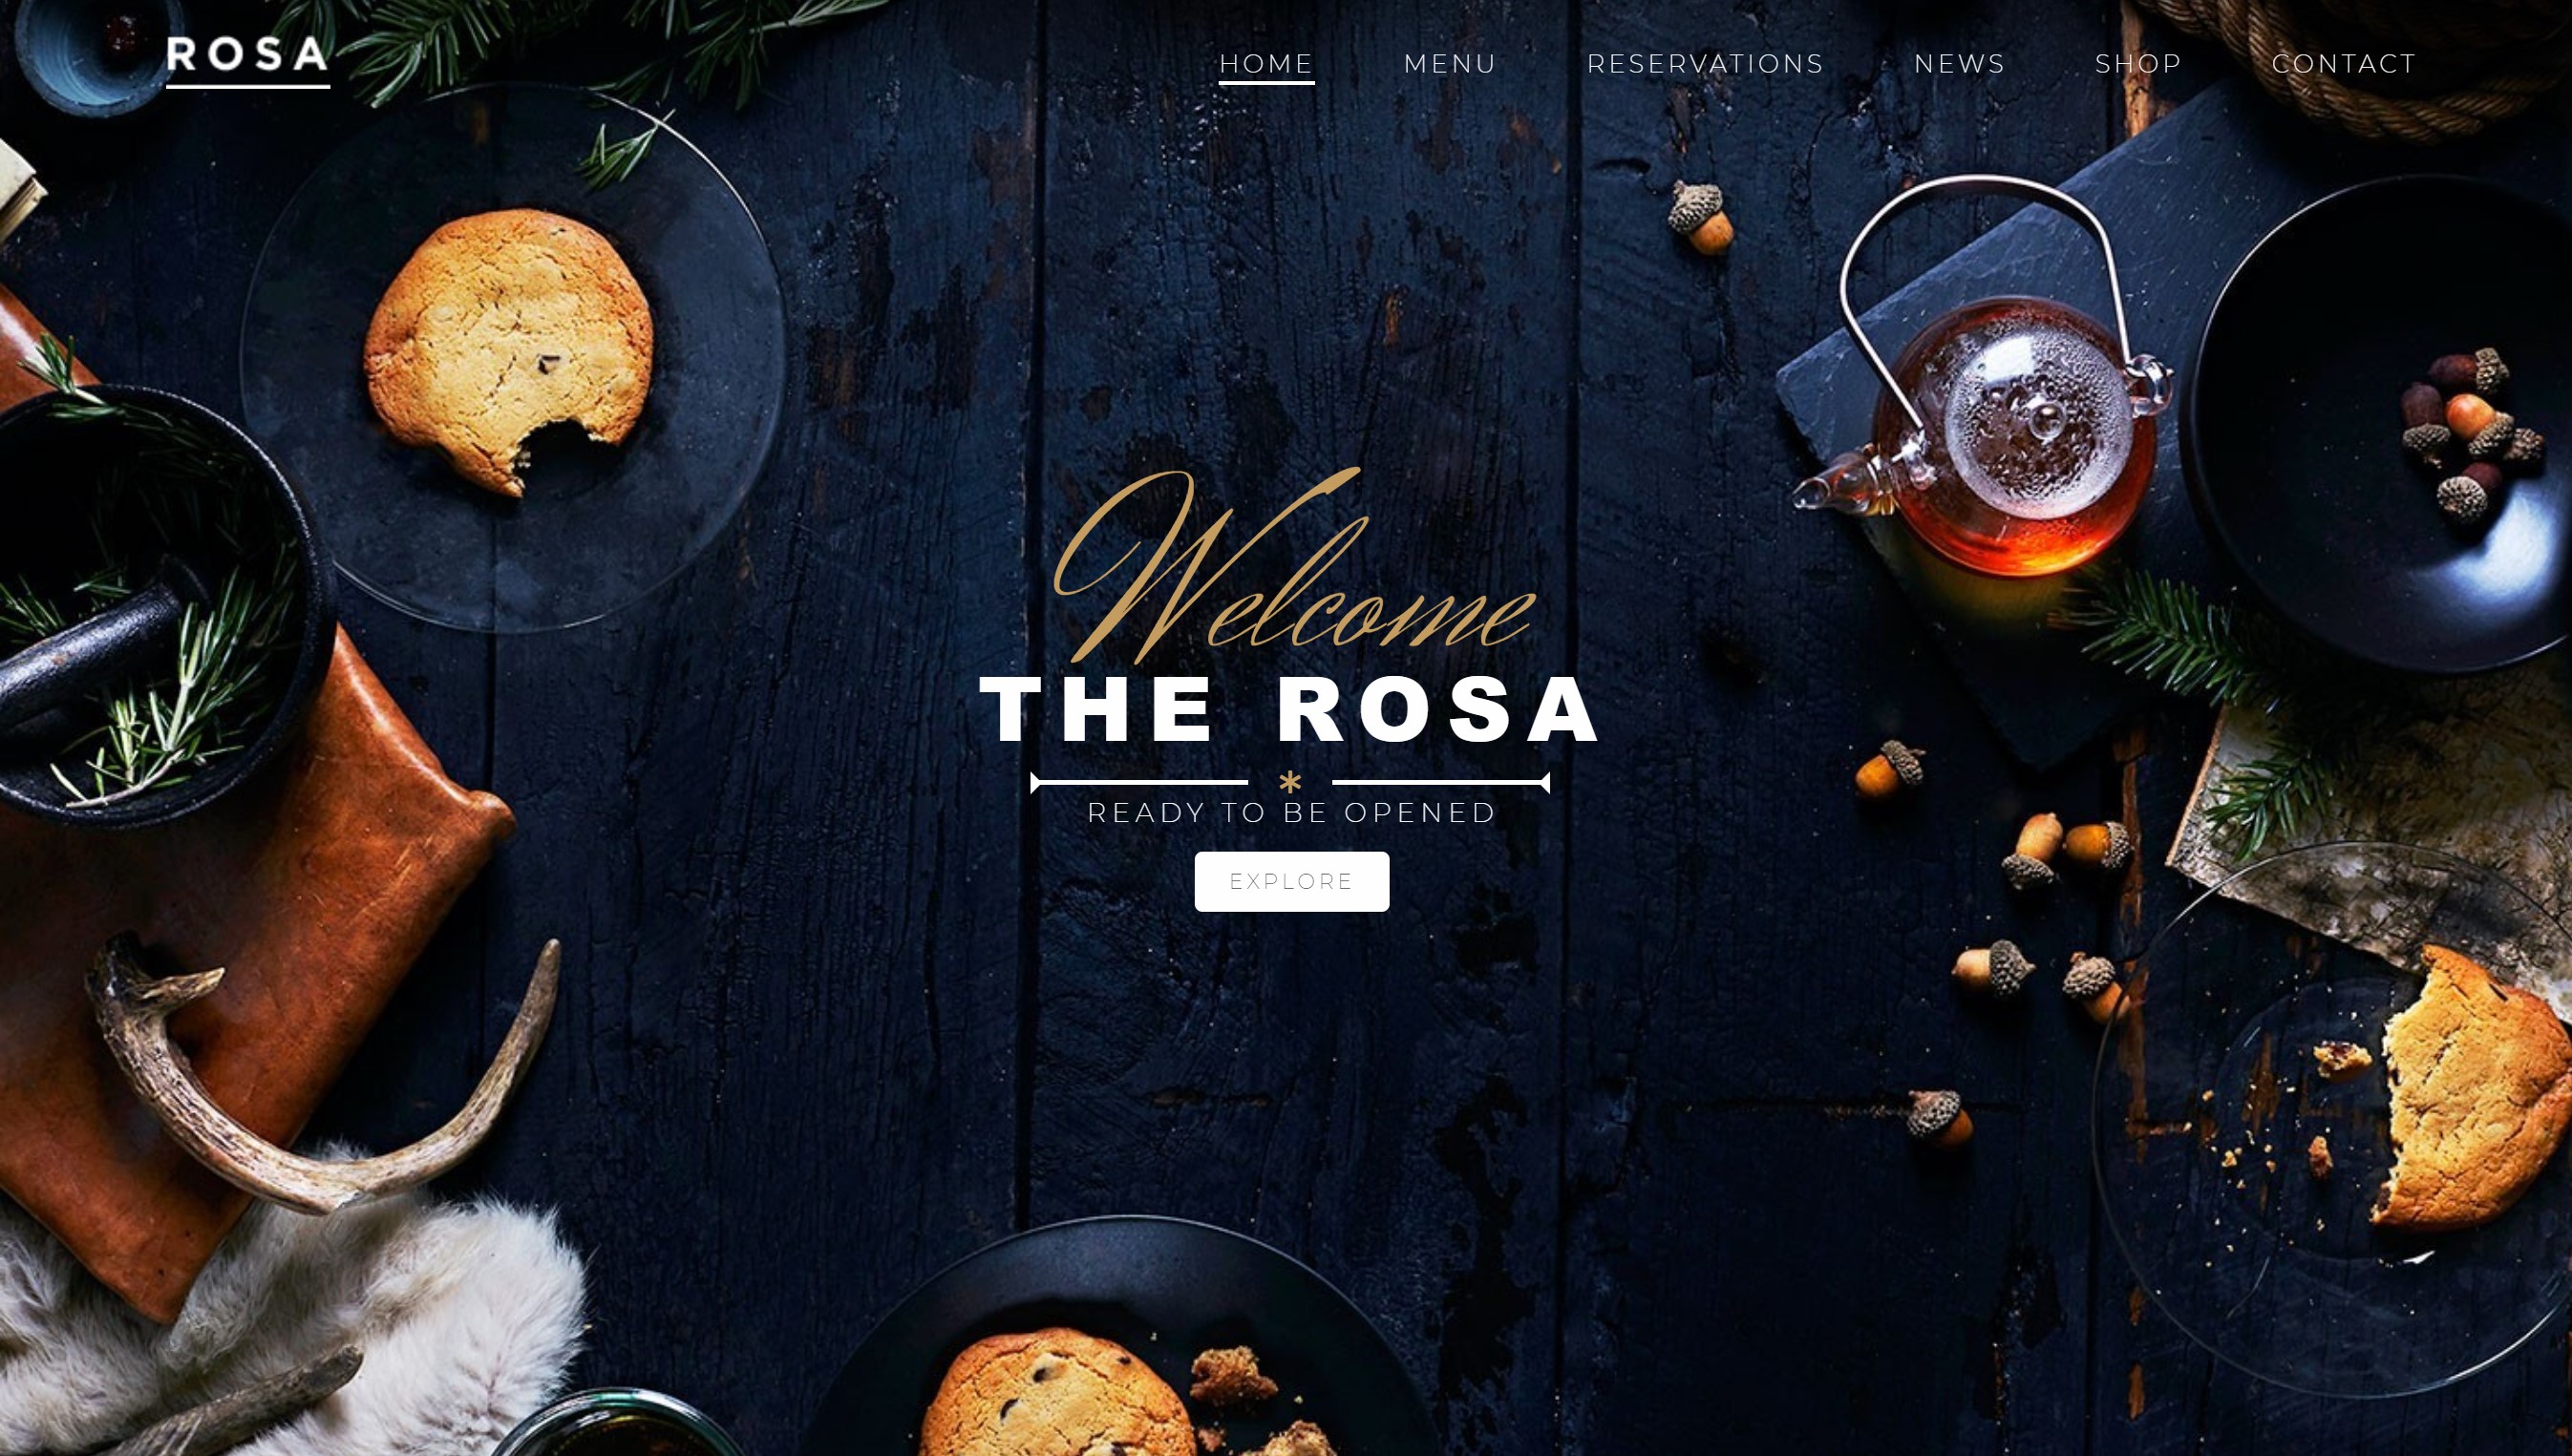 ROSA
HOME MENU RESERVATIONS NEWS SHOP CONTACT
Welcome
THE ROSA
*
READY TO BE OPENED
EXPLORE